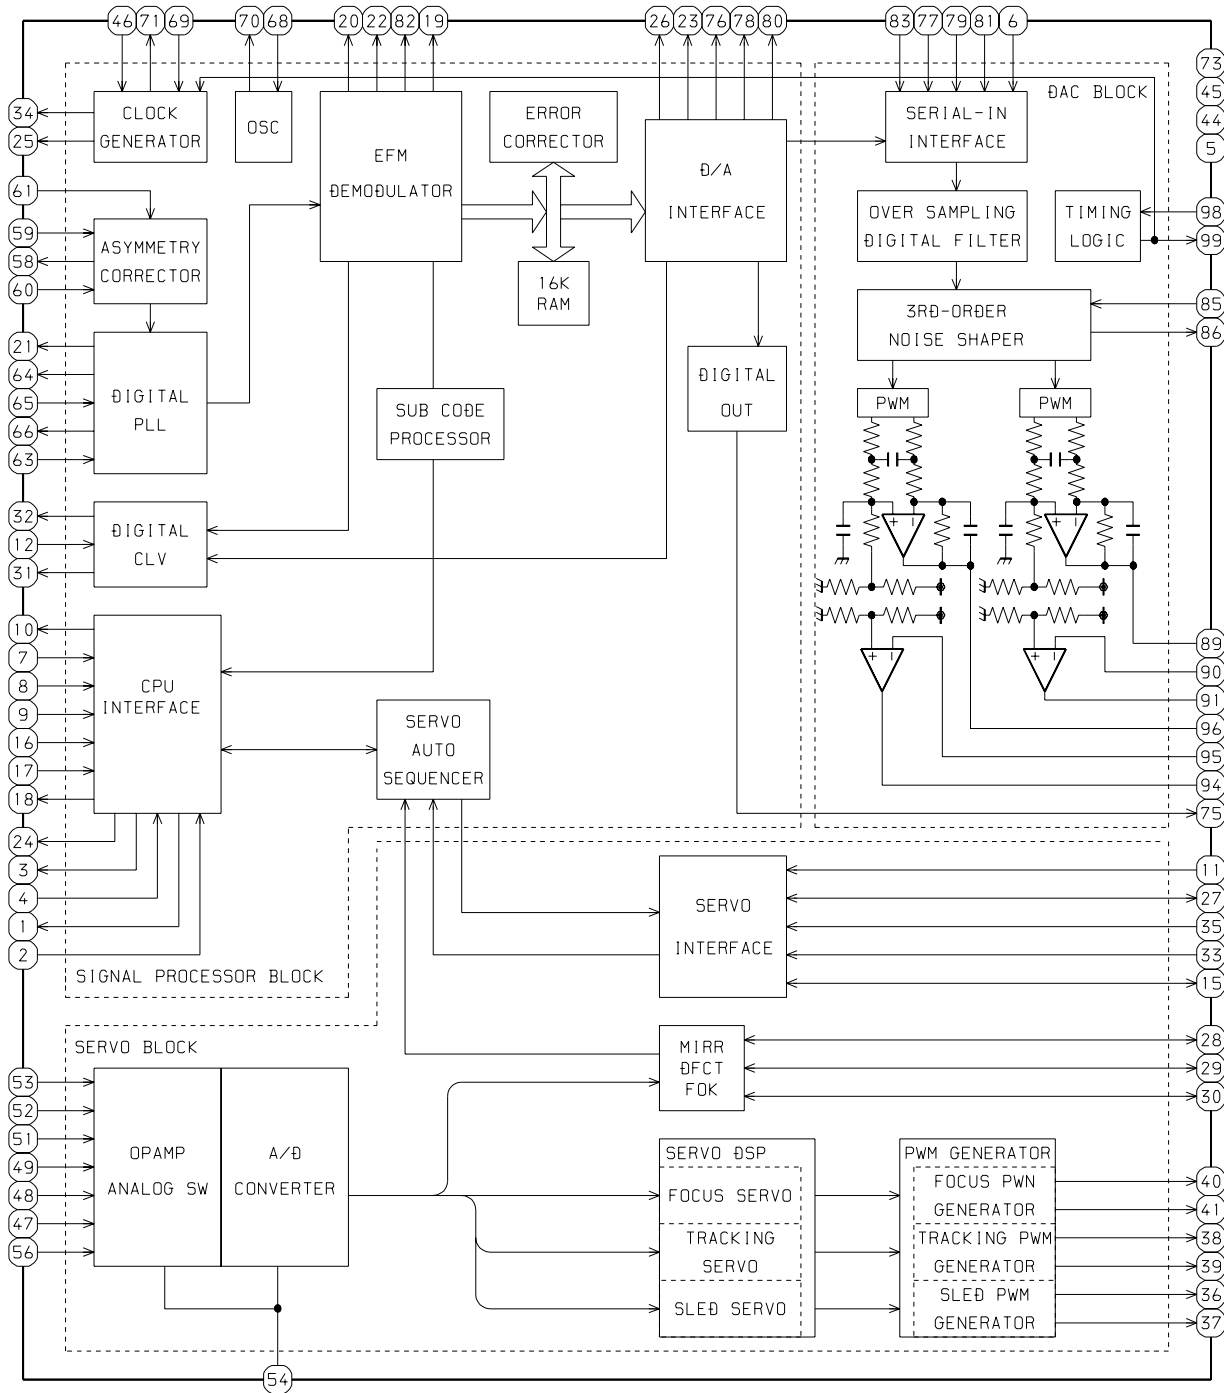 46 71 69 70 68 20 22 82 19 26 23 76 78 80 83 77 79 81 6
73
45
44
5
34
25
CLOCK
GENERATOR
OSC
EFM
DEMODULATOR
ERROR
CORRECTOR
D/A
INTERFACE
SERIAL-IN
INTERFACE
DAC BLOCK
61
59
58
60
ASYMMETRY
CORRECTOR
16K
RAM
OVER SAMPLING
DIGITAL FILTER
TIMING
LOGIC
98
99
21
64
65
66
63
DIGITAL
PLL
SUB CODE
PROCESSOR
DIGITAL
OUT
3RD-ORDER
NOISE SHAPER
85
86
PWM
PWM
32
12
31
DIGITAL
CLV
+ −
+ −
10
7
8
9
16
17
18
24
3
4
1
2
CPU
INTERFACE
SERVO
AUTO
SEQUENCER
+ −
+ −
89
90
91
96
95
94
75
SERVO
INTERFACE
11
27
35
33
15
SIGNAL PROCESSOR BLOCK
SERVO BLOCK
MIRR
DFCT
FOK
28
29
30
53
52
51
49
48
47
56
OPAMP
ANALOG SW
A/D
CONVERTER
SERVO DSP
FOCUS SERVO
TRACKING
SERVO
SLED SERVO
PWM GENERATOR
FOCUS PWN
GENERATOR
TRACKING PWM
GENERATOR
SLED PWM
GENERATOR
40
41
38
39
36
37
54